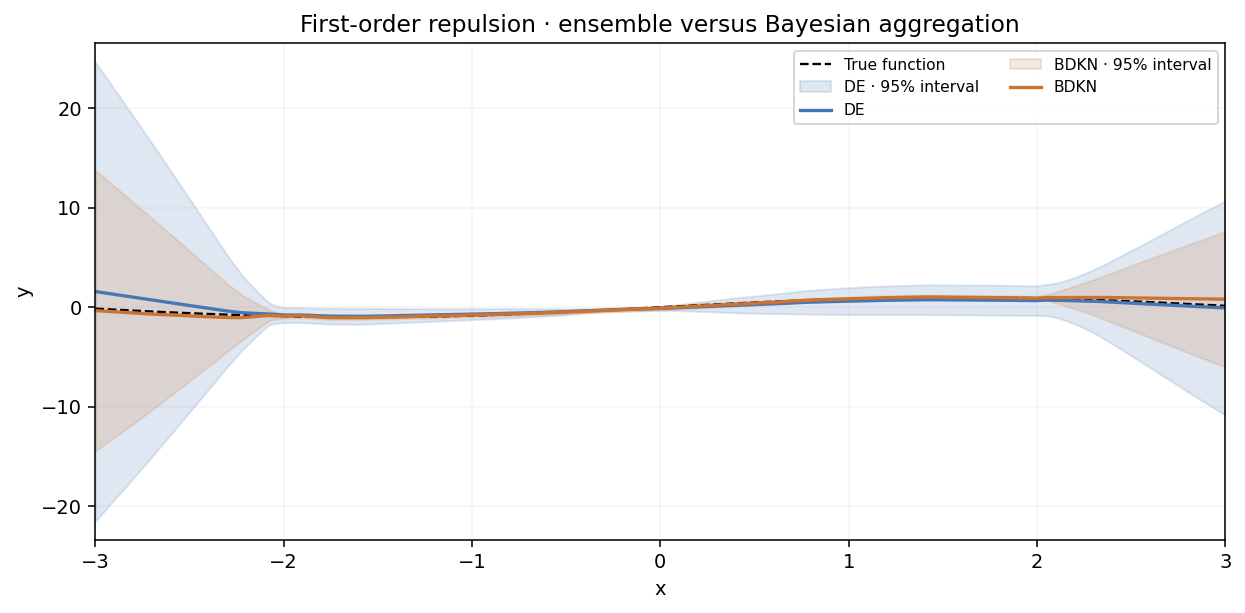 First-order repulsion · ensemble versus Bayesian aggregation
True function
DE · 95% interval
DE
BDKN · 95% interval
BDKN
20
10
0
−10
−20
y
−3
−2
−1
0
1
2
3
x